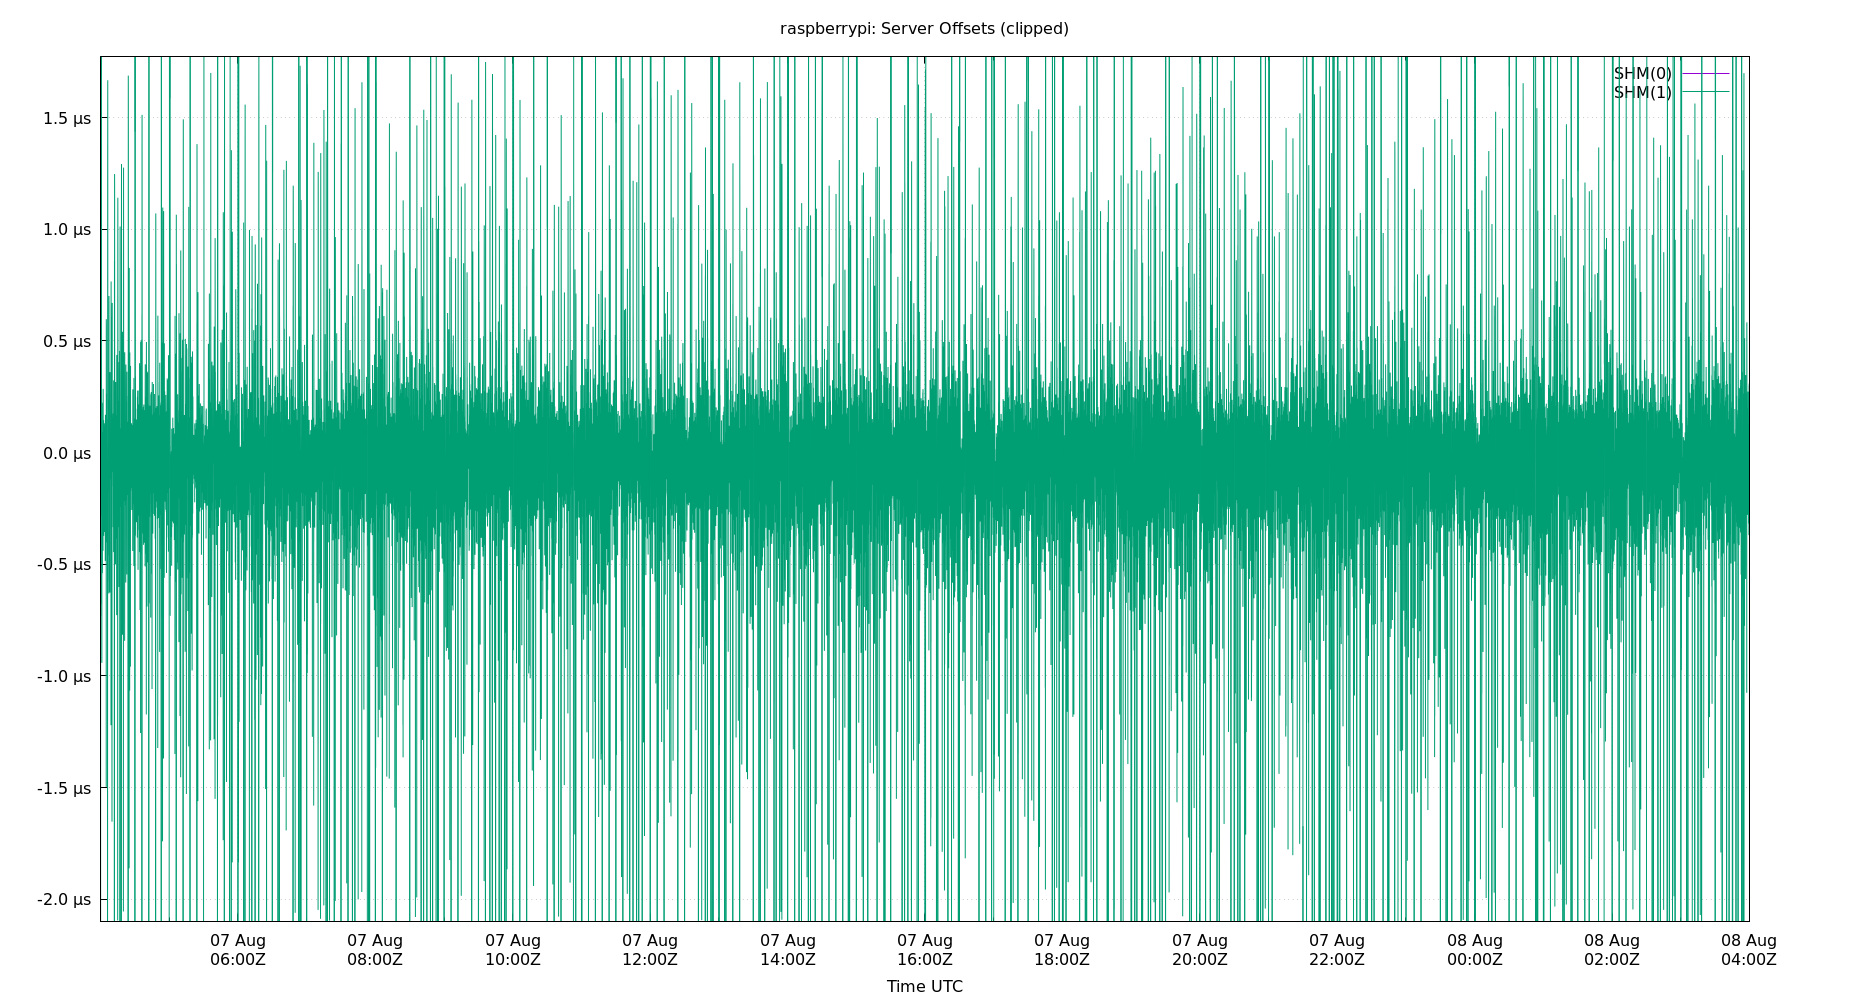 raspberrypi: Server Offsets (clipped)
SHM(0)
SHM(1)
1.5 µs
1.0 µs
0.5 µs
0.0 µs
-0.5 µs
-1.0 µs
-1.5 µs
-2.0 µs
07 Aug 07 Aug 07 Aug 07 Aug 07 Aug 07 Aug 07 Aug 07 Aug 07 Aug 08 Aug 08 Aug 08 Aug
06:00Z 08:00Z 10:00Z 12:00Z 14:00Z 16:00Z 18:00Z 20:00Z 22:00Z 00:00Z 02:00Z 04:00Z
Time UTC